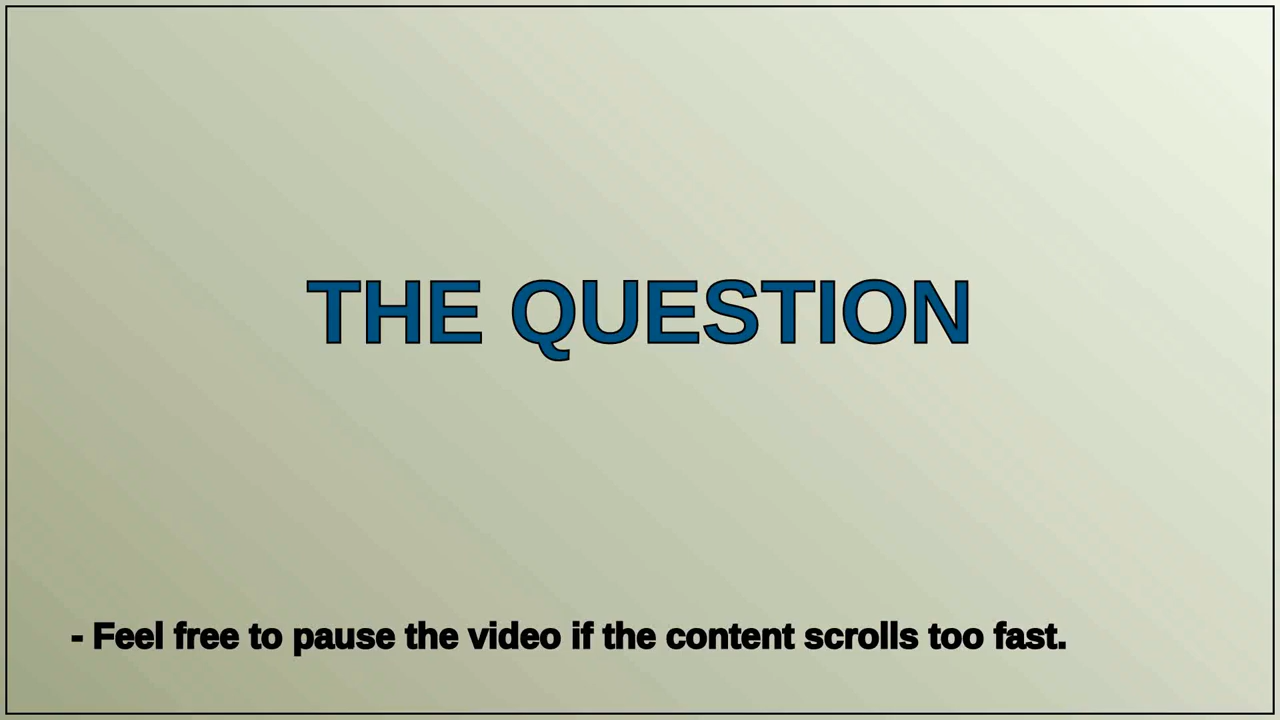 THE QUESTION
- Feel free to pause the video if the content scrolls too fast.